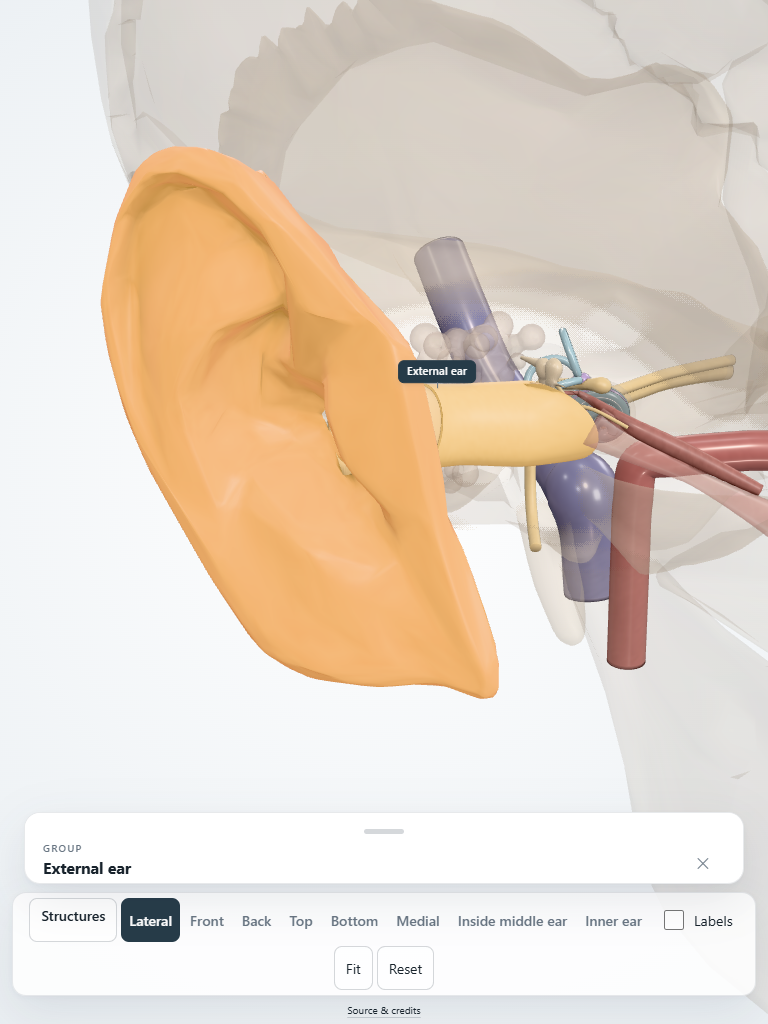 External ear
GROUP
External ear
Structures
Lateral
Front
Back
Top
Bottom
Medial
Inside middle ear
Inner ear
Labels
Fit
Reset
Source & credits